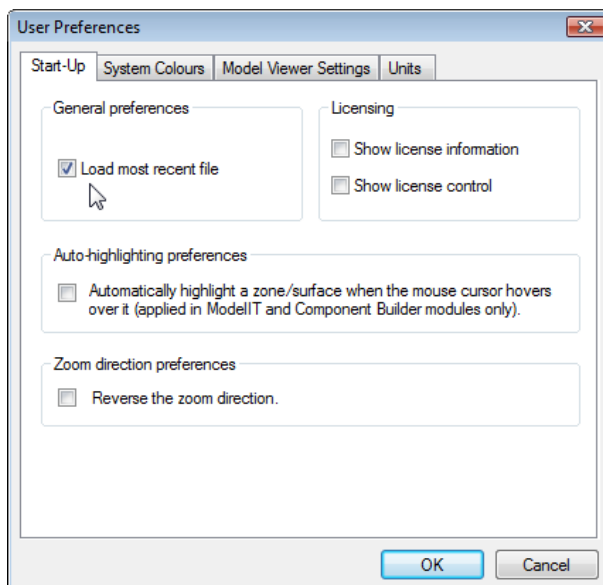 User Preferences
Start-Up System Colours Model Viewer Settings Units
General preferences
Load most recent file
Licensing
Show license information
Show license control
Auto-highlighting preferences
Automatically highlight a zone/surface when the mouse cursor hovers
over it (applied in ModelIT and Component Builder modules only).
Zoom direction preferences
Reverse the zoom direction.
OK Cancel